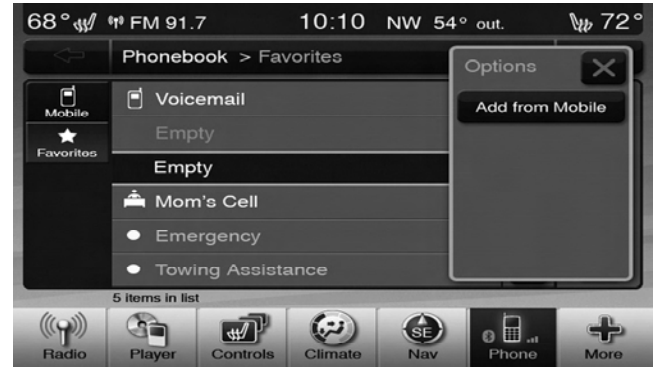 68° FM 91.7 10:10 NW 54° out. 72°
Phonebook > Favorites
Options
Mobile
Voicemail
Add from Mobile
Empty
Favorites
Empty
Mom's Cell
Emergency
Towing Assistance
5 items in list
SE
Radio Player Controls Climate Nav Phone More